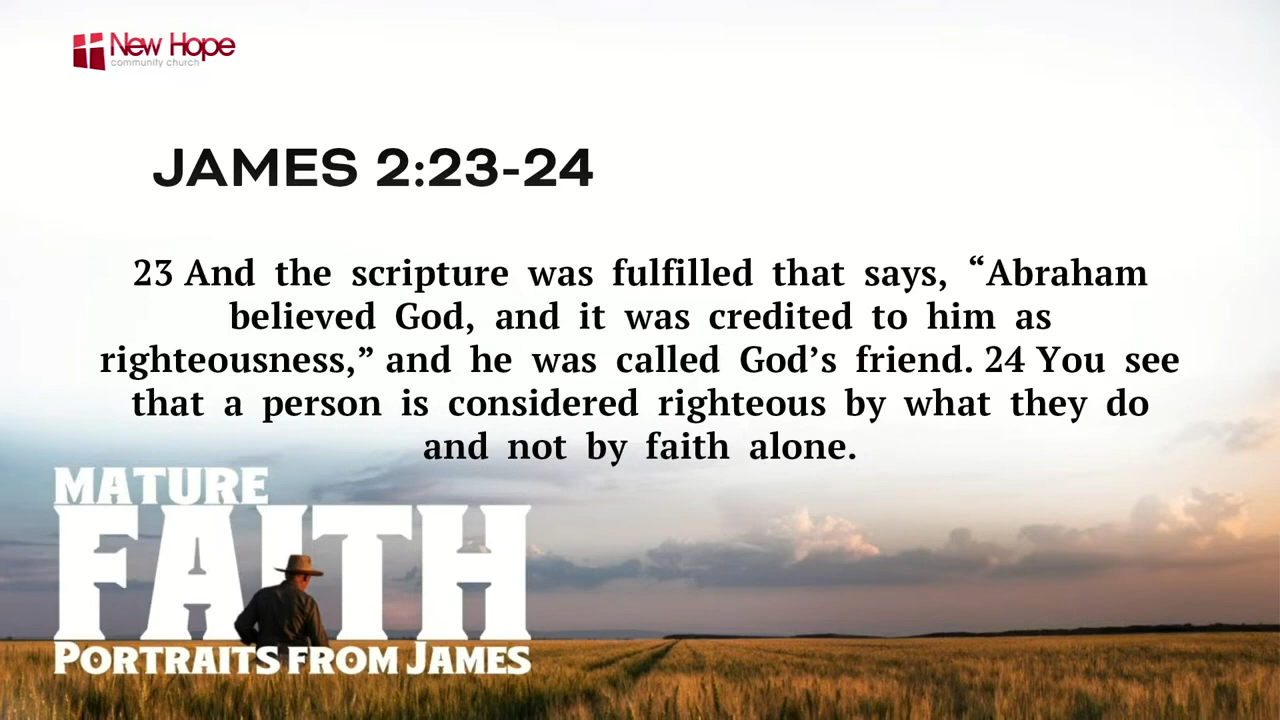 New Hope
community church
JAMES 2:23-24
23 And the scripture was fulfilled that says, “Abraham
believed God, and it was credited to him as
righteousness,” and he was called God’s friend. 24 You see
that a person is considered righteous by what they do
and not by faith alone.
MATURE
FAITH
PORTRAITS FROM JAMES